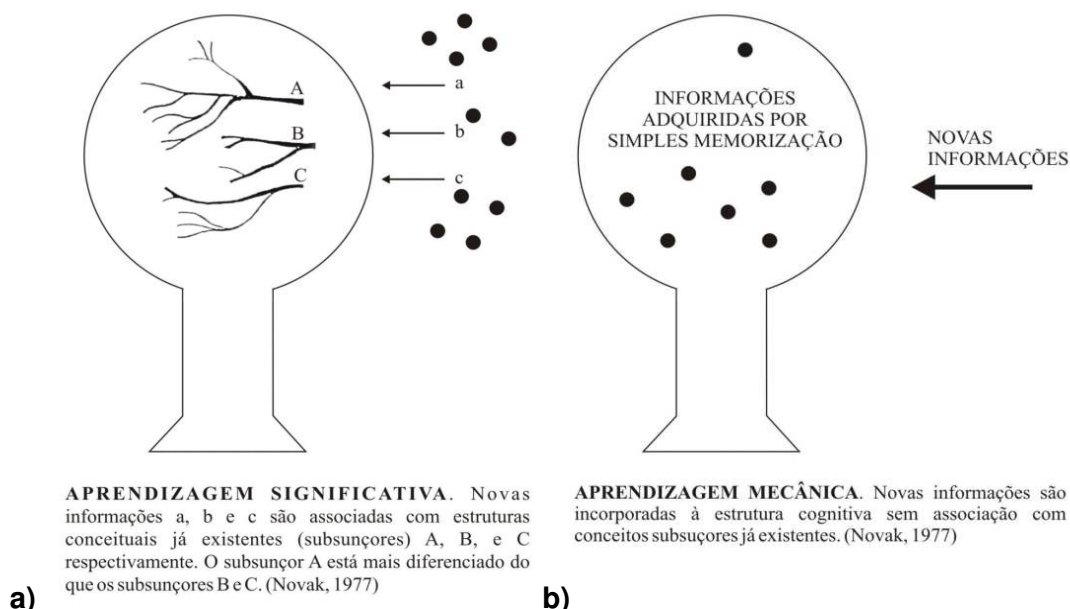 A
B
C
a
b
c
APRENDIZAGEM SIGNIFICATIVA. Novas
informações a, b e c são associadas com estruturas
conceituais já existentes (subsunçores) A, B, e C
respectivamente. O subsunçor A está mais diferenciado do
que os subsunçores B e C. (Novak, 1977)
a)
INFORMAÇÕES
ADQUIRIDAS POR
SIMPLES MEMORIZAÇÃO
NOVAS
INFORMAÇÕES
APRENDIZAGEM MECÂNICA. Novas informações são
incorporadas à estrutura cognitiva sem associação com
conceitos subsuçores já existentes. (Novak, 1977)
b)